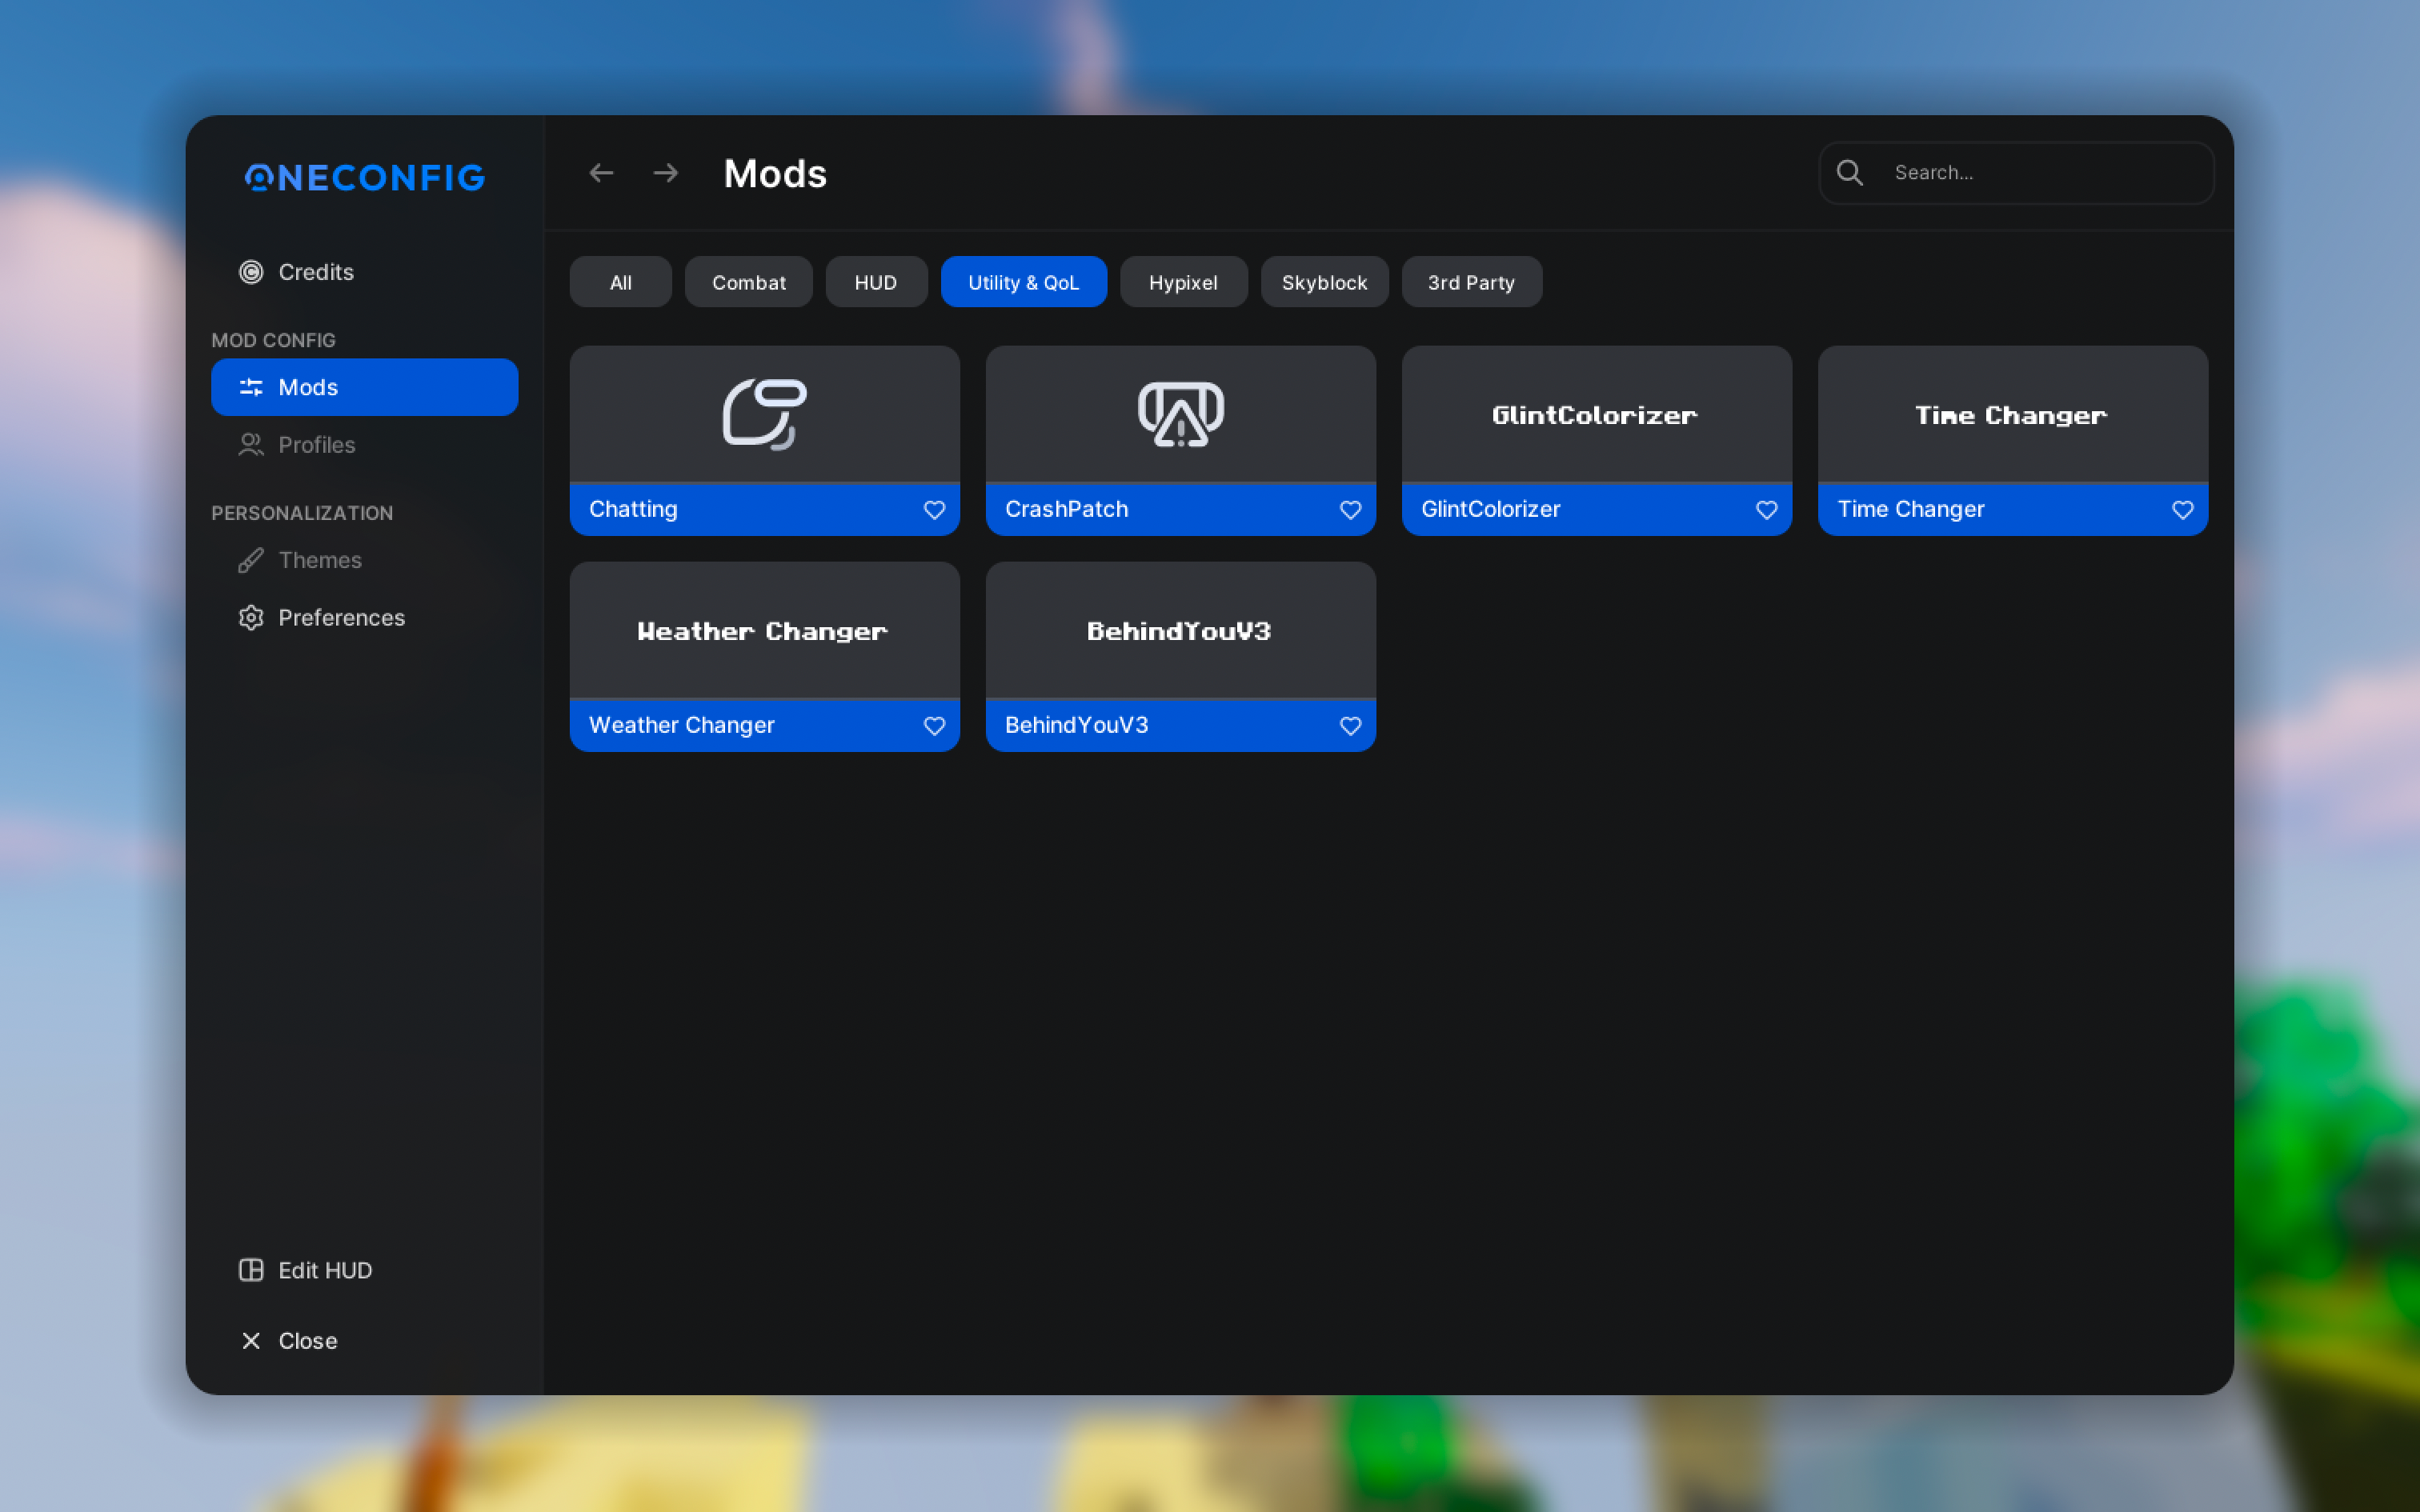 ONECONFIG
Credits
MOD CONFIG
Mods
Profiles
PERSONALIZATION
Themes
Preferences
Edit HUD
Close
Mods
Search...
All
Combat
HUD
Utility & QoL
Hypixel
Skyblock
3rd Party
Chatting
CrashPatch
GlintColorizer
GlintColorizer
Time Changer
Time Changer
Weather Changer
Weather Changer
BehindYouV3
BehindYouV3